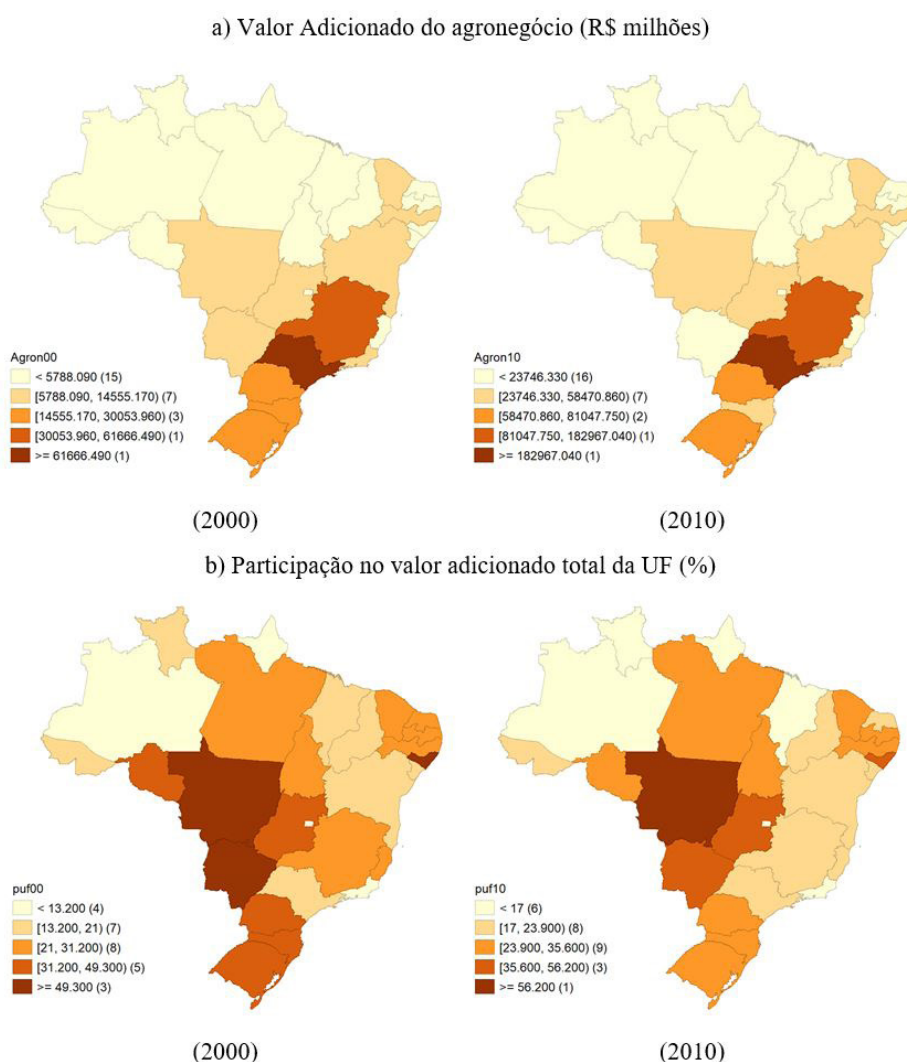 a) Valor Adicionado do agronegócio (R$ milhões)
Agron00
< 5788.090 (15)
[5788.090, 14555.170) (7)
[14555.170, 30053.960) (3)
[30053.960, 61666.490) (1)
>= 61666.490 (1)
(2000)
Agron10
< 23746.330 (16)
[23746.330, 58470.860) (7)
[58470.860, 81047.750) (2)
[81047.750, 182967.040) (1)
>= 182967.040 (1)
(2010)
b) Participação no valor adicionado total da UF (%)
puf00
< 13.200 (4)
[13.200, 21) (7)
[21, 31.200) (8)
[31.200, 49.300) (5)
>= 49.300 (3)
(2000)
puf10
< 17 (6)
[17, 23.900) (8)
[23.900, 35.600) (9)
[35.600, 56.200) (3)
>= 56.200 (1)
(2010)